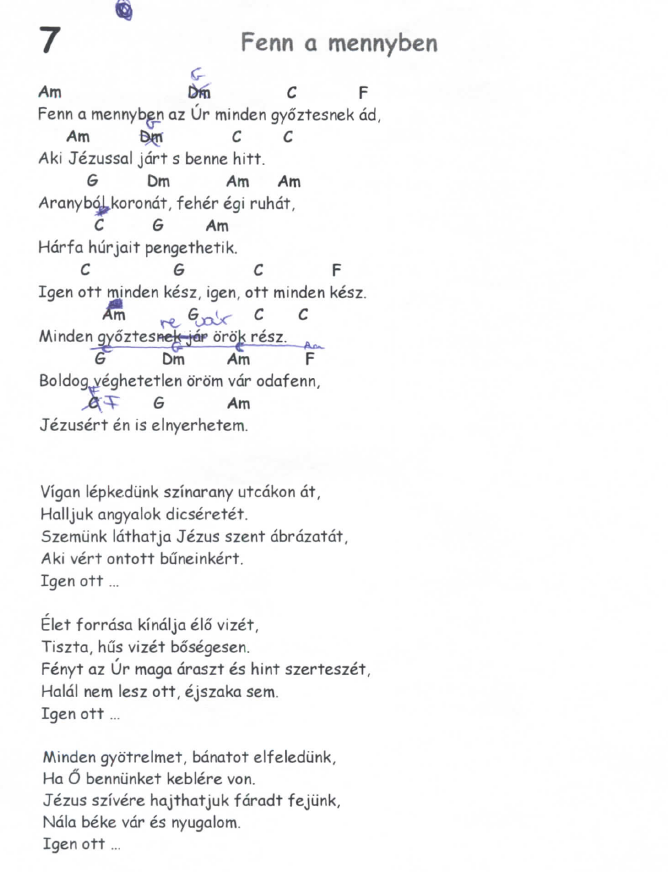 7 Fenn a mennyben
G
Am Dm C F
Fenn a mennyben az Úr minden győztesnek ád,
G
Am Dm C C
Aki Jézussal járt s benne hitt.
G Dm Am Am
Aranyból koronát, fehér égi ruhát,
C G Am
Hárfa húrjait pengethetik.
C G C F
Igen ott minden kész, igen, ott minden kész.
Am G C C
re vár
Minden győztesnek jár örök rész.
C G C Am
G Dm Am F
Boldog véghetetlen öröm vár odafenn,
F
C F G Am
Jézusért én is elnyerhetem.
Vígan lépkedünk színarany utcákon át,
Halljuk angyalok dicséretét.
Szemünk láthatja Jézus szent ábrázatát,
Aki vért ontott bűneinkért.
Igen ott ...
Élet forrása kínálja élő vizét,
Tiszta, hűs vizét bőségesen.
Fényt az Úr maga áraszt és hint szerteszét,
Halál nem lesz ott, éjszaka sem.
Igen ott ...
Minden gyötrelmet, bánatot elfeledünk,
Ha Ő bennünket keblére von.
Jézus szívére hajthatjuk fáradt fejünk,
Nála béke vár és nyugalom.
Igen ott ...